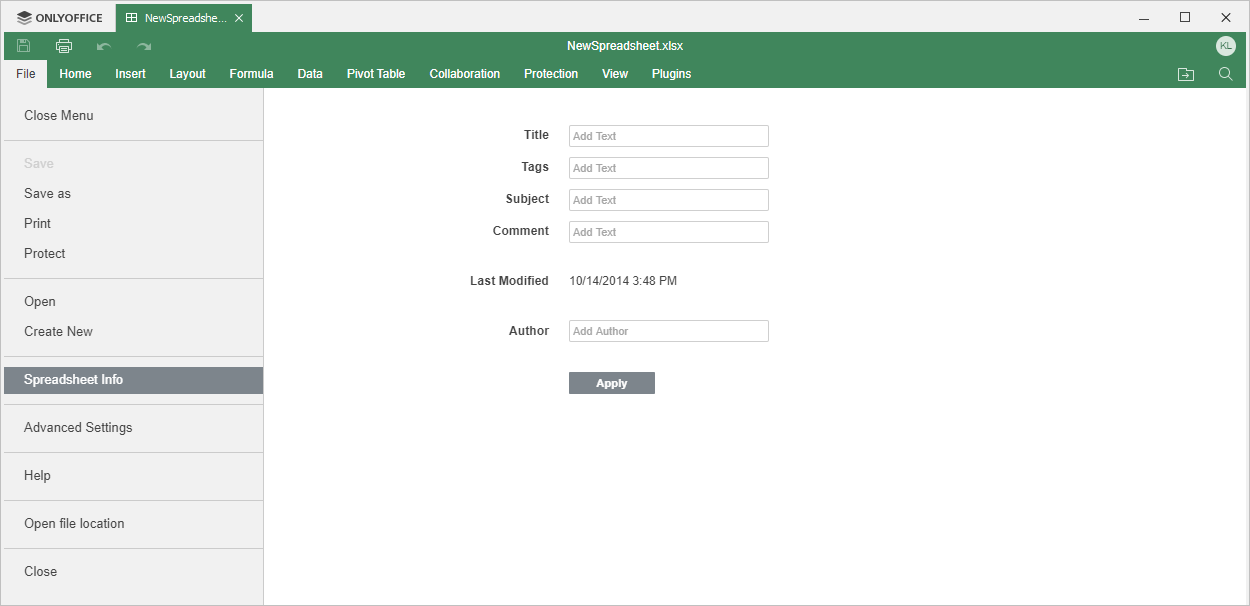 ONLYOFFICE
NewSpreadshe...
NewSpreadsheet.xlsx
KL
File Home Insert Layout Formula Data Pivot Table Collaboration Protection View Plugins
Close Menu
Save
Save as
Print
Protect
Open
Create New
Spreadsheet Info
Advanced Settings
Help
Open file location
Close
Title Add Text
Tags Add Text
Subject Add Text
Comment Add Text
Last Modified 10/14/2014 3:48 PM
Author Add Author
Apply